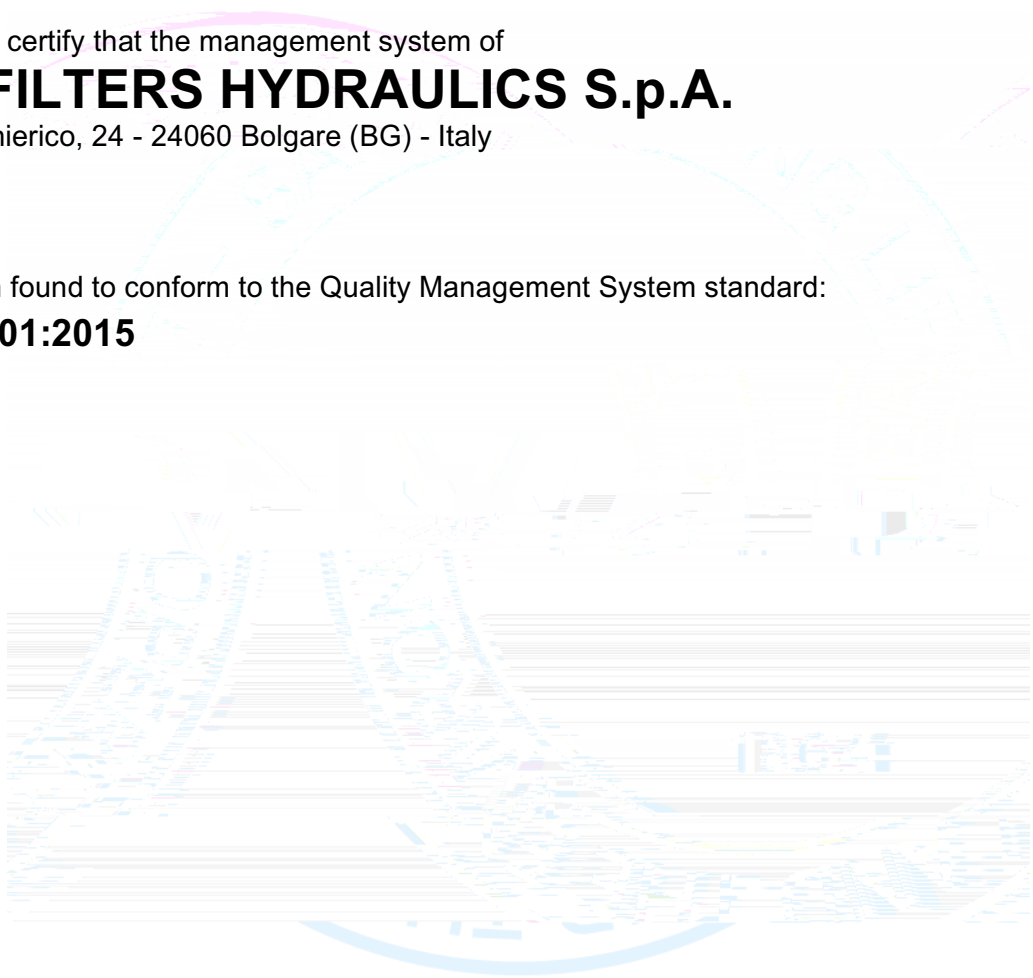 certify that the management system of
FILTERS HYDRAULICS S.p.A.
nierico, 24 - 24060 Bolgare (BG) - Italy
found to conform to the Quality Management System standard:
01:2015